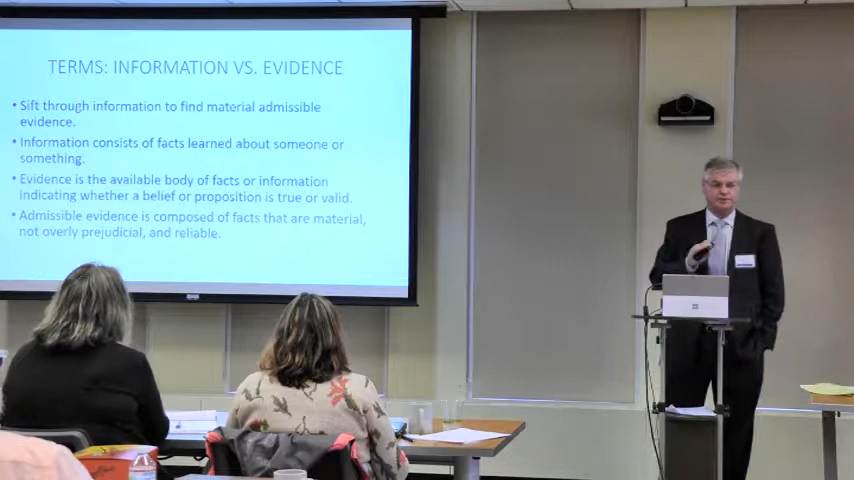 TERMS: INFORMATION VS. EVIDENCE
• Sift through information to find material admissible
evidence.
• Information consists of facts learned about someone or
something.
• Evidence is the available body of facts or information
indicating whether a belief or proposition is true or valid.
• Admissible evidence is composed of facts that are material,
not overly prejudicial, and reliable.